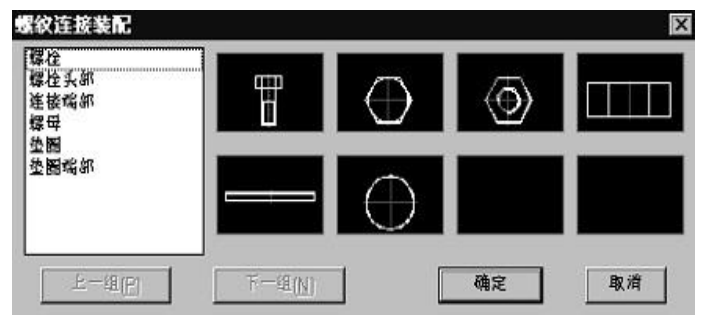 螺纹连接装配
螺栓
螺栓头部
连接端部
螺母
垫圈
垫圈端部
上一组(P)
下一组(N)
确定
取消